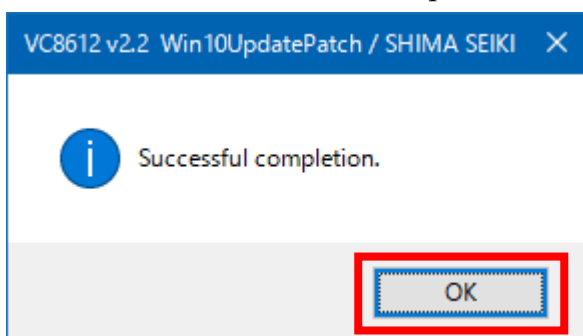 VC8612 v2.2 Win10UpdatePatch / SHIMA SEIKI
Successful completion.
OK